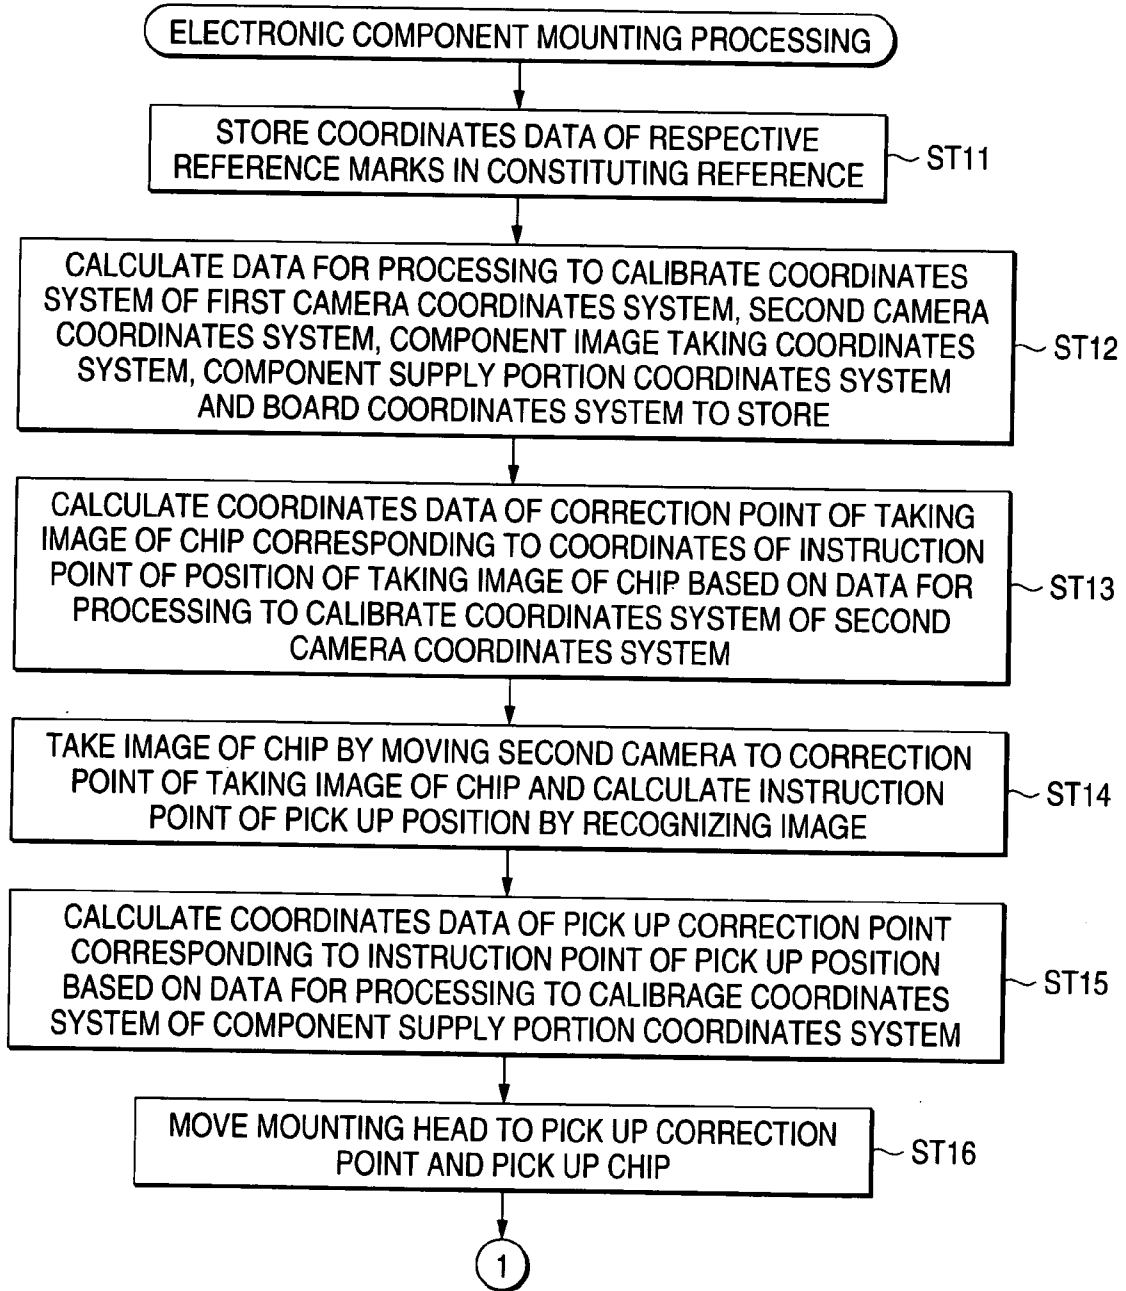 ELECTRONIC COMPONENT MOUNTING PROCESSING
STORE COORDINATES DATA OF RESPECTIVE
REFERENCE MARKS IN CONSTITUTING REFERENCE
ST11
CALCULATE DATA FOR PROCESSING TO CALIBRATE COORDINATES
SYSTEM OF FIRST CAMERA COORDINATES SYSTEM, SECOND CAMERA
COORDINATES SYSTEM, COMPONENT IMAGE TAKING COORDINATES
SYSTEM, COMPONENT SUPPLY PORTION COORDINATES SYSTEM
AND BOARD COORDINATES SYSTEM TO STORE
ST12
CALCULATE COORDINATES DATA OF CORRECTION POINT OF TAKING
IMAGE OF CHIP CORRESPONDING TO COORDINATES OF INSTRUCTION
POINT OF POSITION OF TAKING IMAGE OF CHIP BASED ON DATA FOR
PROCESSING TO CALIBRATE COORDINATES SYSTEM OF SECOND
CAMERA COORDINATES SYSTEM
ST13
TAKE IMAGE OF CHIP BY MOVING SECOND CAMERA TO CORRECTION
POINT OF TAKING IMAGE OF CHIP AND CALCULATE INSTRUCTION
POINT OF PICK UP POSITION BY RECOGNIZING IMAGE
ST14
CALCULATE COORDINATES DATA OF PICK UP CORRECTION POINT
CORRESPONDING TO INSTRUCTION POINT OF PICK UP POSITION
BASED ON DATA FOR PROCESSING TO CALIBRAGE COORDINATES
SYSTEM OF COMPONENT SUPPLY PORTION COORDINATES SYSTEM
ST15
MOVE MOUNTING HEAD TO PICK UP CORRECTION
POINT AND PICK UP CHIP
ST16
1